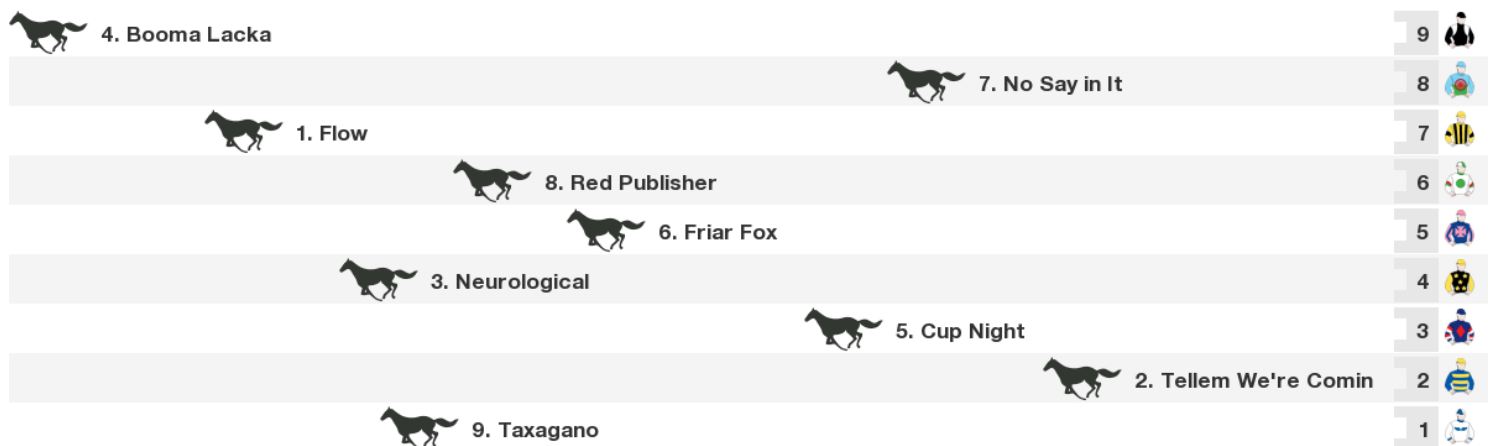 4. Booma Lacka 9
7. No Say in It 8
1. Flow 7
8. Red Publisher 6
6. Friar Fox 5
3. Neurological 4
5. Cup Night 3
2. Tellem We're Comin 2
9. Taxagano 1